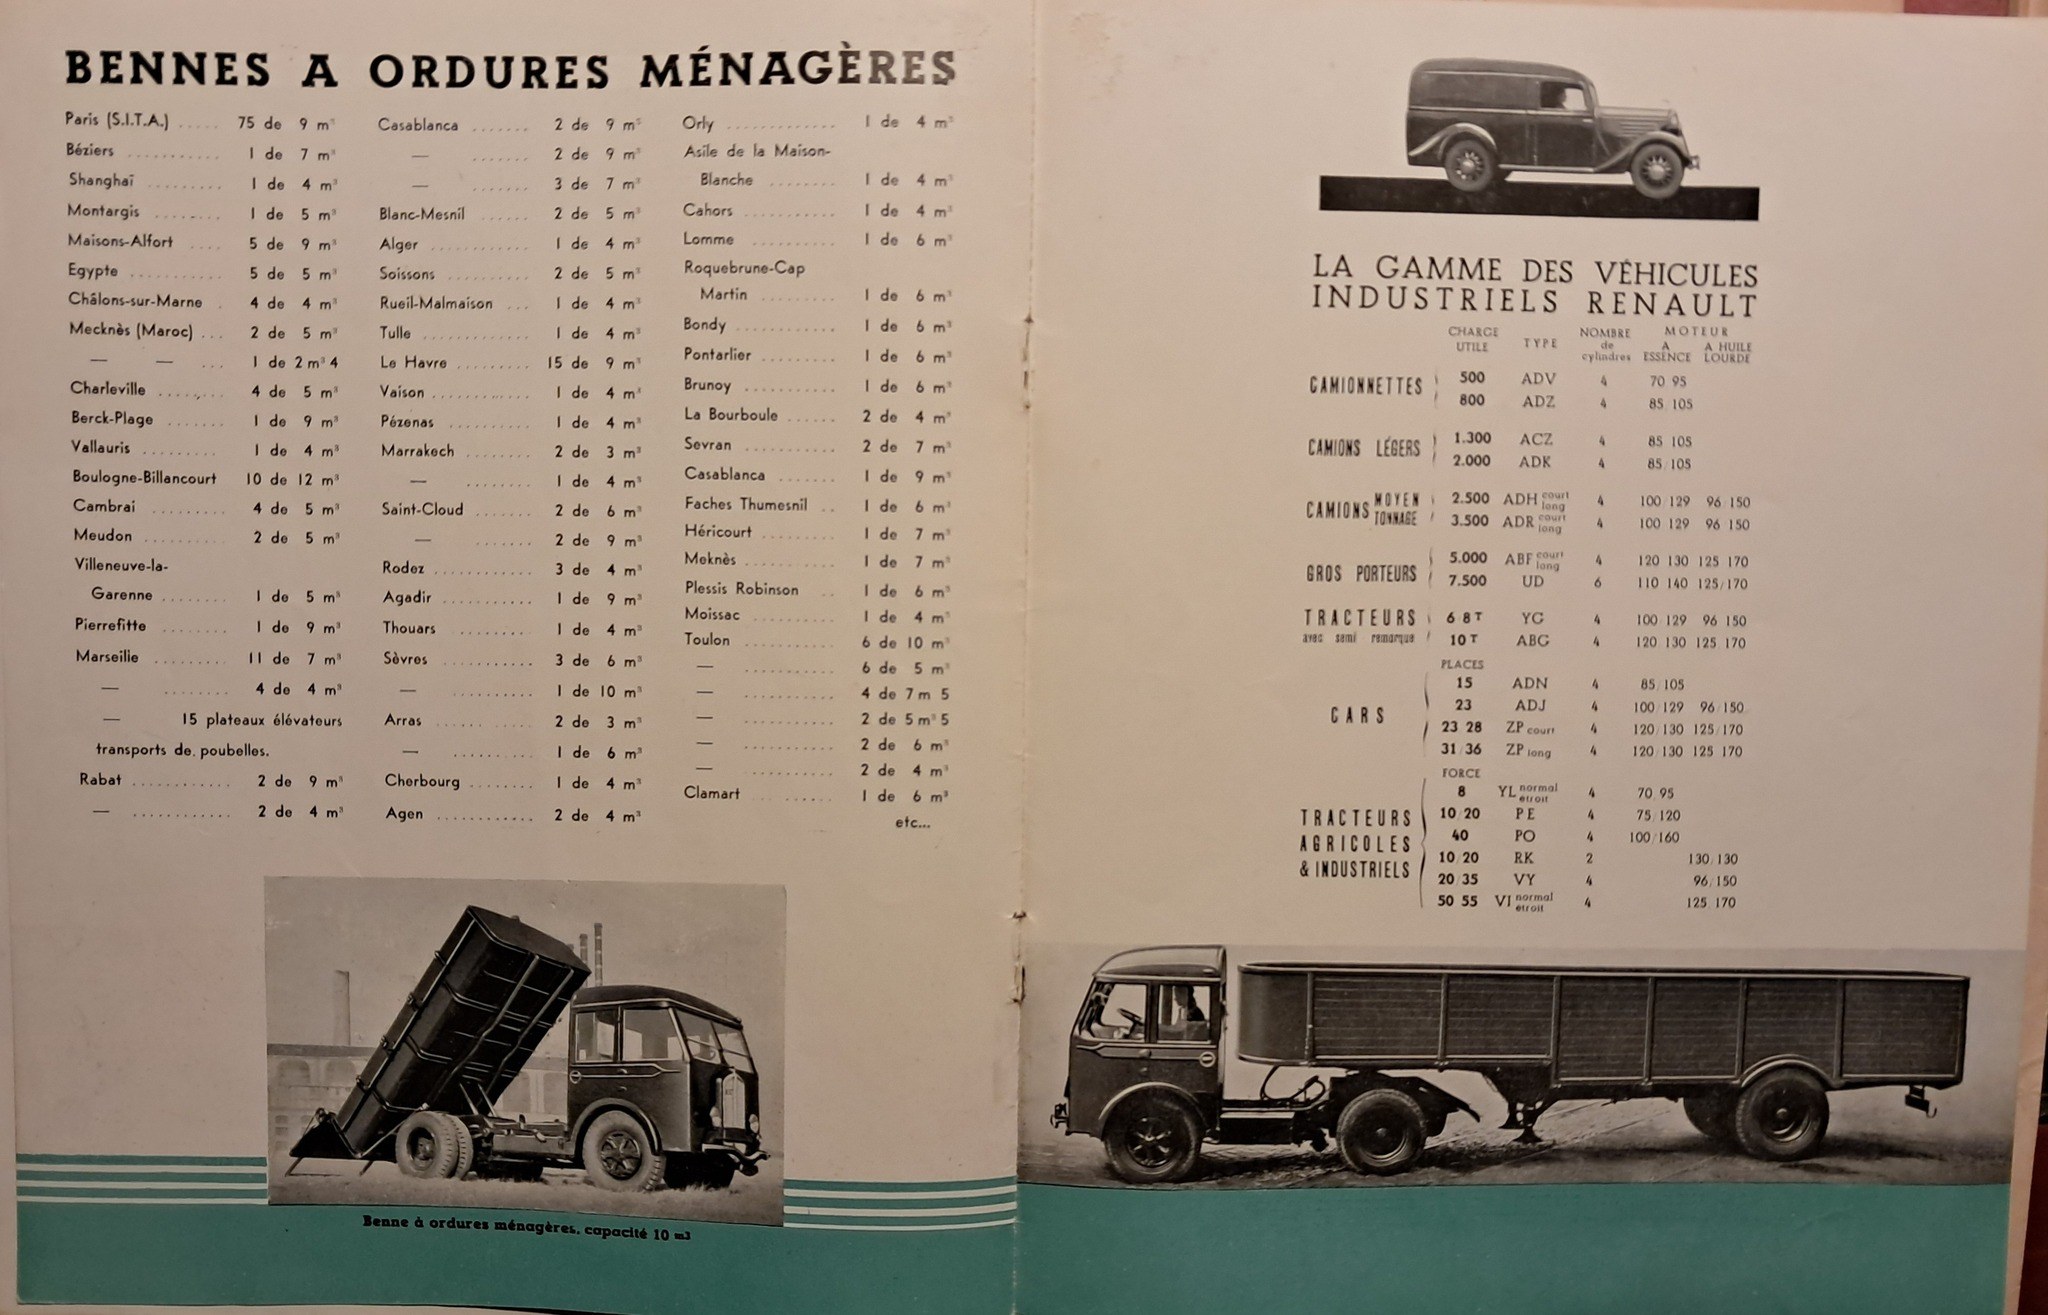 BENNES A ORDURES MÉNAGÈRES
Paris (S.I.T.A.) ..... 75 de 9 m³
Béziers ........... 1 de 7 m³
Shanghaï ......... 1 de 4 m³
Montargis ........ 1 de 5 m³
Maisons-Alfort .... 5 de 9 m³
Egypte ........... 5 de 5 m³
Châlons-sur-Marne . 4 de 4 m³
Mecknès (Maroc) ... 2 de 5 m³
— — ... 1 de 2 m³ 4
Charleville ........ 4 de 5 m³
Berck-Plage ....... 1 de 9 m³
Vallauris ......... 1 de 4 m³
Boulogne-Billancourt 10 de 12 m³
Cambrai ......... 4 de 5 m³
Meudon .......... 2 de 5 m³
Villeneuve-la-
Garenne ........ 1 de 5 m³
Pierrefitte ........ 1 de 9 m³
Marseille ......... 11 de 7 m³
— ........ 4 de 4 m³
— 15 plateaux élévateurs
transports de poubelles.
Rabat ............ 2 de 9 m³
— ............ 2 de 4 m³
Casablanca ....... 2 de 9 m³
— ....... 2 de 9 m³
— ....... 3 de 7 m³
Blanc-Mesnil ...... 2 de 5 m³
Alger ............ 1 de 4 m³
Soissons .......... 2 de 5 m³
Rueil-Malmaison ... 1 de 4 m³
Tulle ............. 1 de 4 m³
Le Havre ......... 15 de 9 m³
Vaison ............ 1 de 4 m³
Pézenas ........... 1 de 4 m³
Marrakech ........ 2 de 3 m³
— ........ 1 de 4 m³
Saint-Cloud ....... 2 de 6 m³
— ....... 2 de 9 m³
Rodez ............ 3 de 4 m³
Agadir ........... 1 de 9 m³
Thouars .......... 1 de 4 m³
Sèvres ........... 3 de 6 m³
— .......... 1 de 10 m³
Arras ............ 2 de 3 m³
— .......... 1 de 6 m³
Cherbourg ........ 1 de 4 m³
Agen ............ 2 de 4 m³
Orly ............. 1 de 4 m³
Asile de la Maison-
Blanche ........ 1 de 4 m³
Cahors ........... 1 de 4 m³
Lomme .......... 1 de 6 m³
Roquebrune-Cap
Martin ......... 1 de 6 m³
Bondy ............ 1 de 6 m³
Pontarlier ......... 1 de 6 m³
Brunoy ........... 1 de 6 m³
La Bourboule ...... 2 de 4 m³
Sevran ........... 2 de 7 m³
Casablanca ....... 1 de 9 m³
Faches Thumesnil .. 1 de 6 m³
Héricourt ......... 1 de 7 m³
Meknès ........... 1 de 7 m³
Plessis Robinson .. 1 de 6 m³
Moissac .......... 1 de 4 m³
Toulon ........... 6 de 10 m³
— ........... 6 de 5 m³
— ........... 4 de 7 m 5
— ........... 2 de 5 m³ 5
— ........... 2 de 6 m³
— ........... 2 de 4 m³
Clamart .......... 1 de 6 m³
etc...
Benne à ordures ménagères, capacité 10 m3
LA GAMME DES VÉHICULES
INDUSTRIELS RENAULT
CHARGE UTILE TYPE NOMBRE de cylindres MOTEUR A ESSENCE A HUILE LOURDE
CAMIONNETTES
500 ADV 4 70 95
800 ADZ 4 85/105
CAMIONS LÉGERS
1.300 ACZ 4 85 105
2.000 ADK 4 85/105
CAMIONS MOYEN TONNAGE
2.500 ADH court long 4 100/129 96/150
3.500 ADR court long 4 100 129 96 150
GROS PORTEURS
5.000 ABF court long 4 120 130 125 170
7.500 UD 6 110 140 125/170
TRACTEURS
avec semi remorque
6 8 T YG 4 100 129 96 150
10 T ABG 4 120 130 125 170
PLACES
CARS
15 ADN 4 85/105
23 ADJ 4 100/129 96/150
23 28 ZP court 4 120/130 125/170
31/36 ZP long 4 120/130 125 170
FORCE
TRACTEURS
AGRICOLES
& INDUSTRIELS
8 YL normal etroit 4 70/95
10/20 PE 4 75/120
40 PO 4 100/160
10/20 RK 2 130/130
20/35 VY 4 96/150
50 55 VI normal etroit 4 125 170